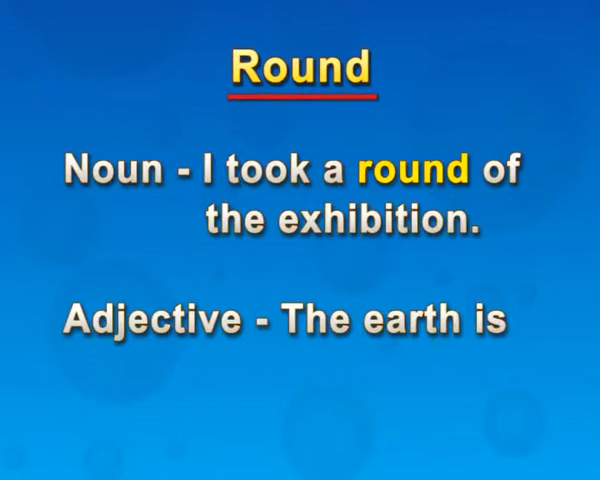 Round
Noun - I took a round of
the exhibition.
Adjective - The earth is